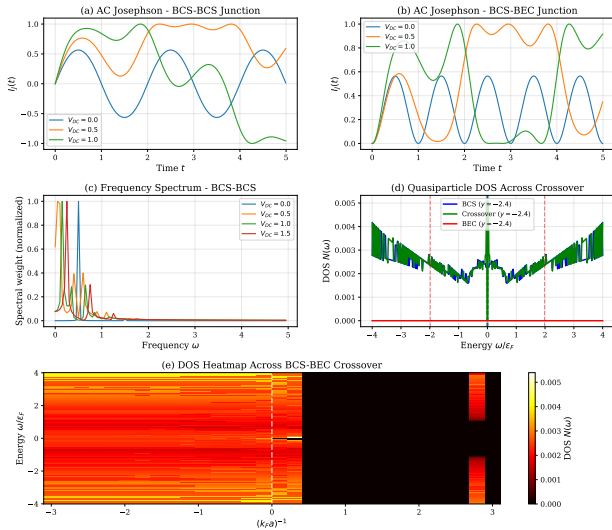 (a) AC Josephson - BCS-BCS Junction
1.0
0.5
0.0
−0.5
−1.0
I_J(t)
V_DC = 0.0
V_DC = 0.5
V_DC = 1.0
0 1 2 3 4 5
Time t
(b) AC Josephson - BCS-BEC Junction
1.0
0.8
0.6
0.4
0.2
0.0
I_J(t)
V_DC = 0.0
V_DC = 0.5
V_DC = 1.0
0 1 2 3 4 5
Time t
(c) Frequency Spectrum - BCS-BCS
1.0
0.8
0.6
0.4
0.2
0.0
Spectral weight (normalized)
V_DC = 0.0
V_DC = 0.5
V_DC = 1.0
V_DC = 1.5
0 1 2 3 4 5
Frequency ω
(d) Quasiparticle DOS Across Crossover
0.005
0.004
0.003
0.002
0.001
0.000
DOS N(ω)
BCS (y = −2.4)
Crossover (y = −2.4)
BEC (y = −2.4)
−4 −3 −2 −1 0 1 2 3 4
Energy ω/ε_F
(e) DOS Heatmap Across BCS-BEC Crossover
4
2
0
−2
−4
Energy ω/ε_F
−3 −2 −1 0 1 2 3
(k_F a)⁻¹
0.005
0.004
0.003
0.002
0.001
0.000
DOS N(ω)